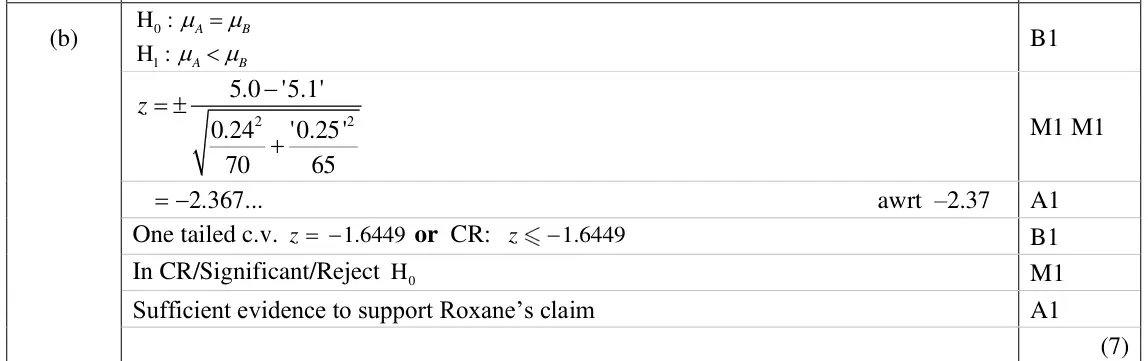 (b)
H₀ : μ_A = μ_B
H₁ : μ_A < μ_B
B1
z = ± (5.0 − '5.1') / √(0.24²/70 + '0.25'²/65)
M1 M1
= −2.367... awrt −2.37
A1
One tailed c.v. z = −1.6449 or CR: z ⩽ −1.6449
B1
In CR/Significant/Reject H₀
M1
Sufficient evidence to support Roxane’s claim
A1
(7)